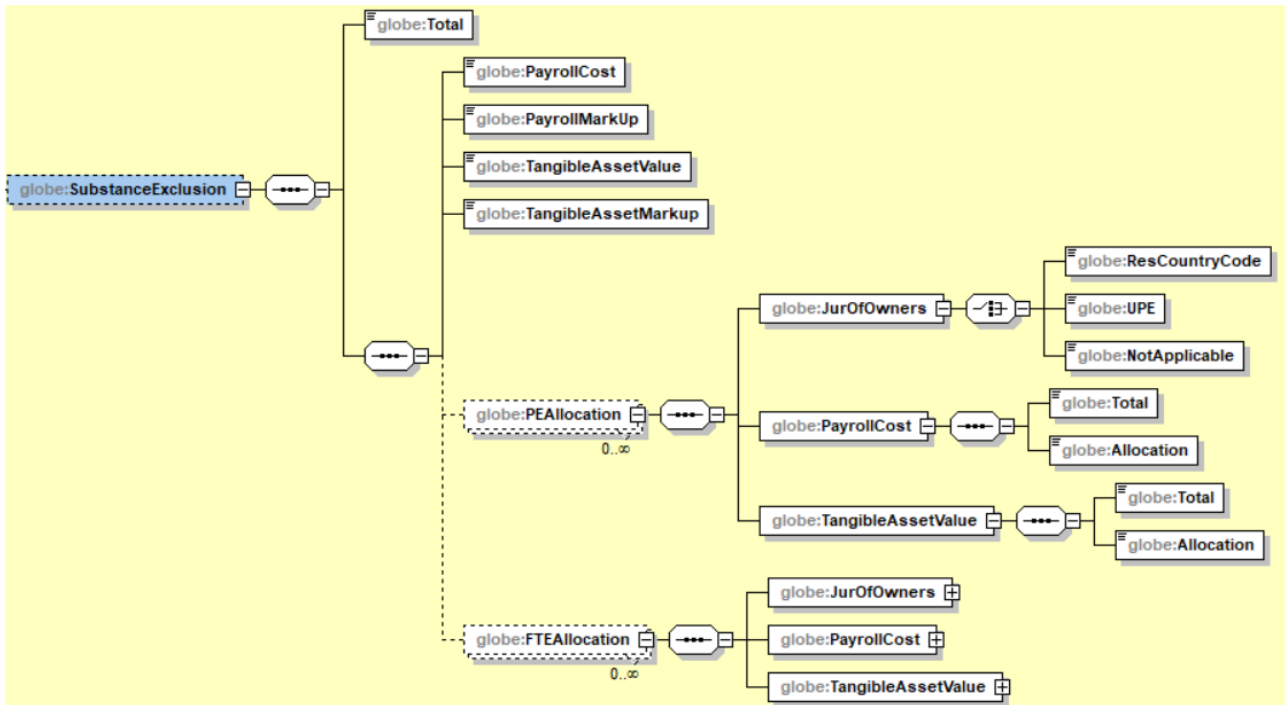 globe:Total
globe:PayrollCost
globe:PayrollMarkUp
globe:TangibleAssetValue
globe:SubstanceExclusion
globe:TangibleAssetMarkup
globe:ResCountryCode
globe:JurOfOwners
globe:UPE
globe:NotApplicable
globe:PEAllocation
0..∞
globe:PayrollCost
globe:Total
globe:Allocation
globe:TangibleAssetValue
globe:Total
globe:Allocation
globe:JurOfOwners
globe:FTEAllocation
0..∞
globe:PayrollCost
globe:TangibleAssetValue